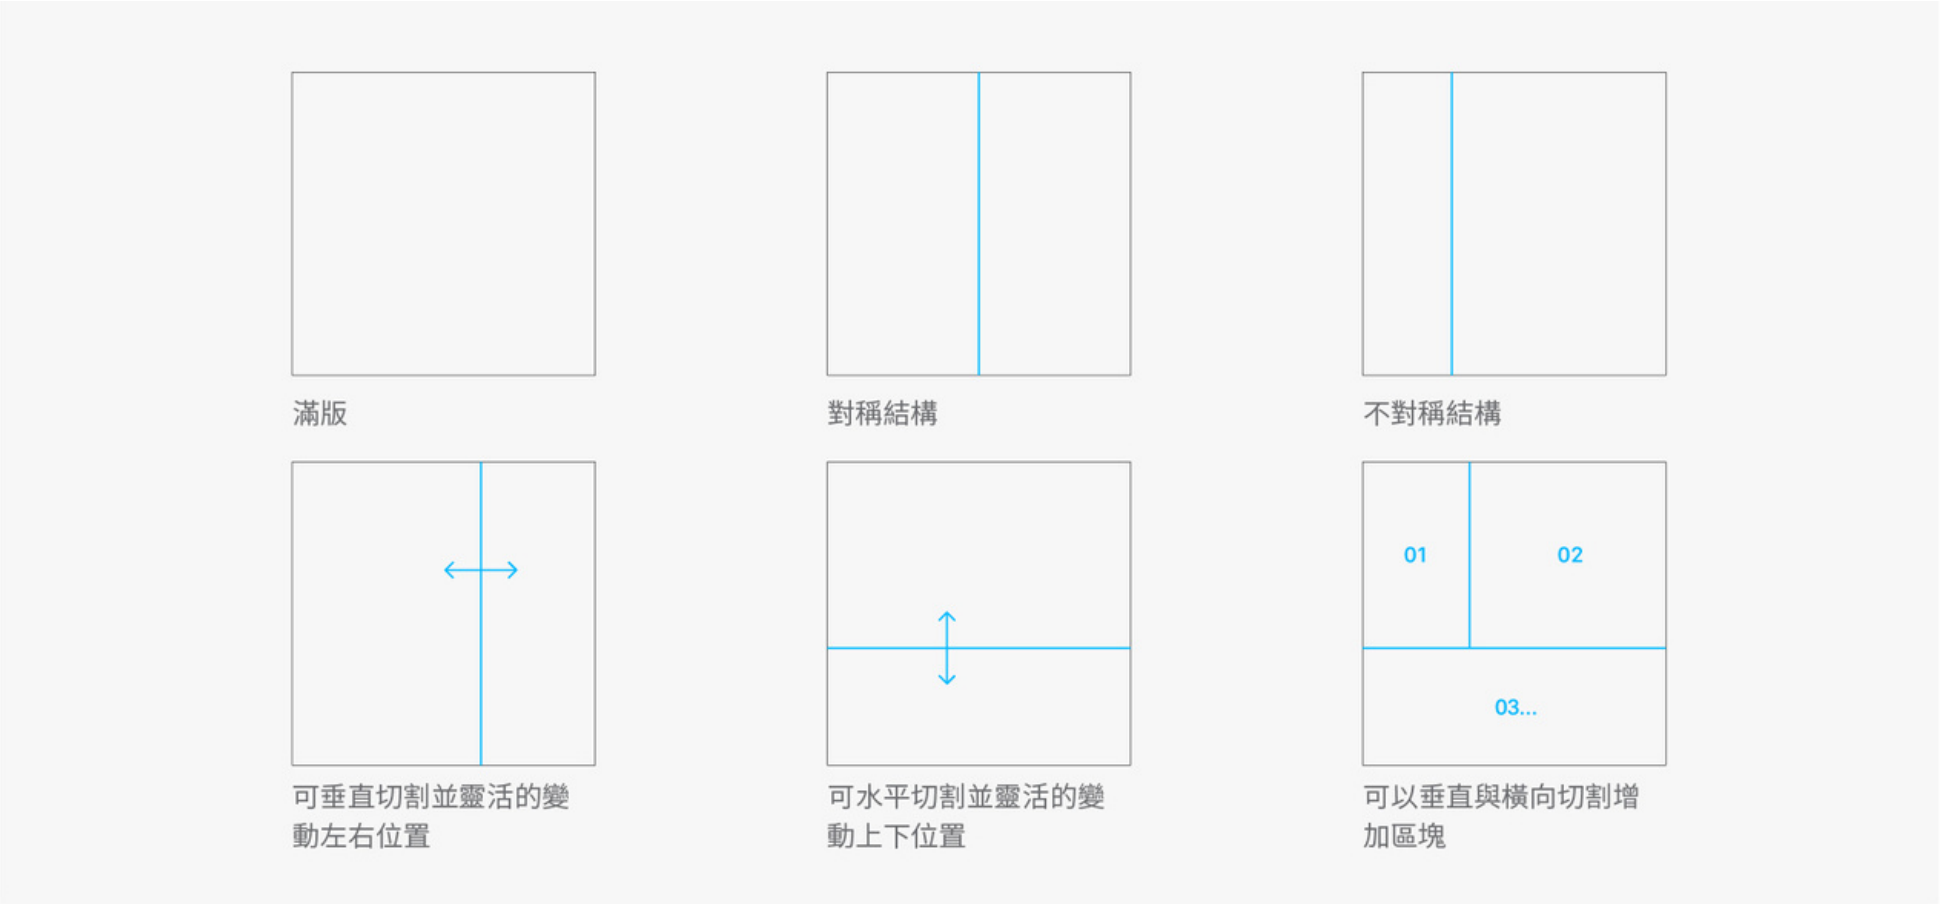 滿版
對稱結構
不對稱結構
可垂直切割並靈活的變
動左右位置
可水平切割並靈活的變
動上下位置
01
02
03...
可以垂直與橫向切割增
加區塊